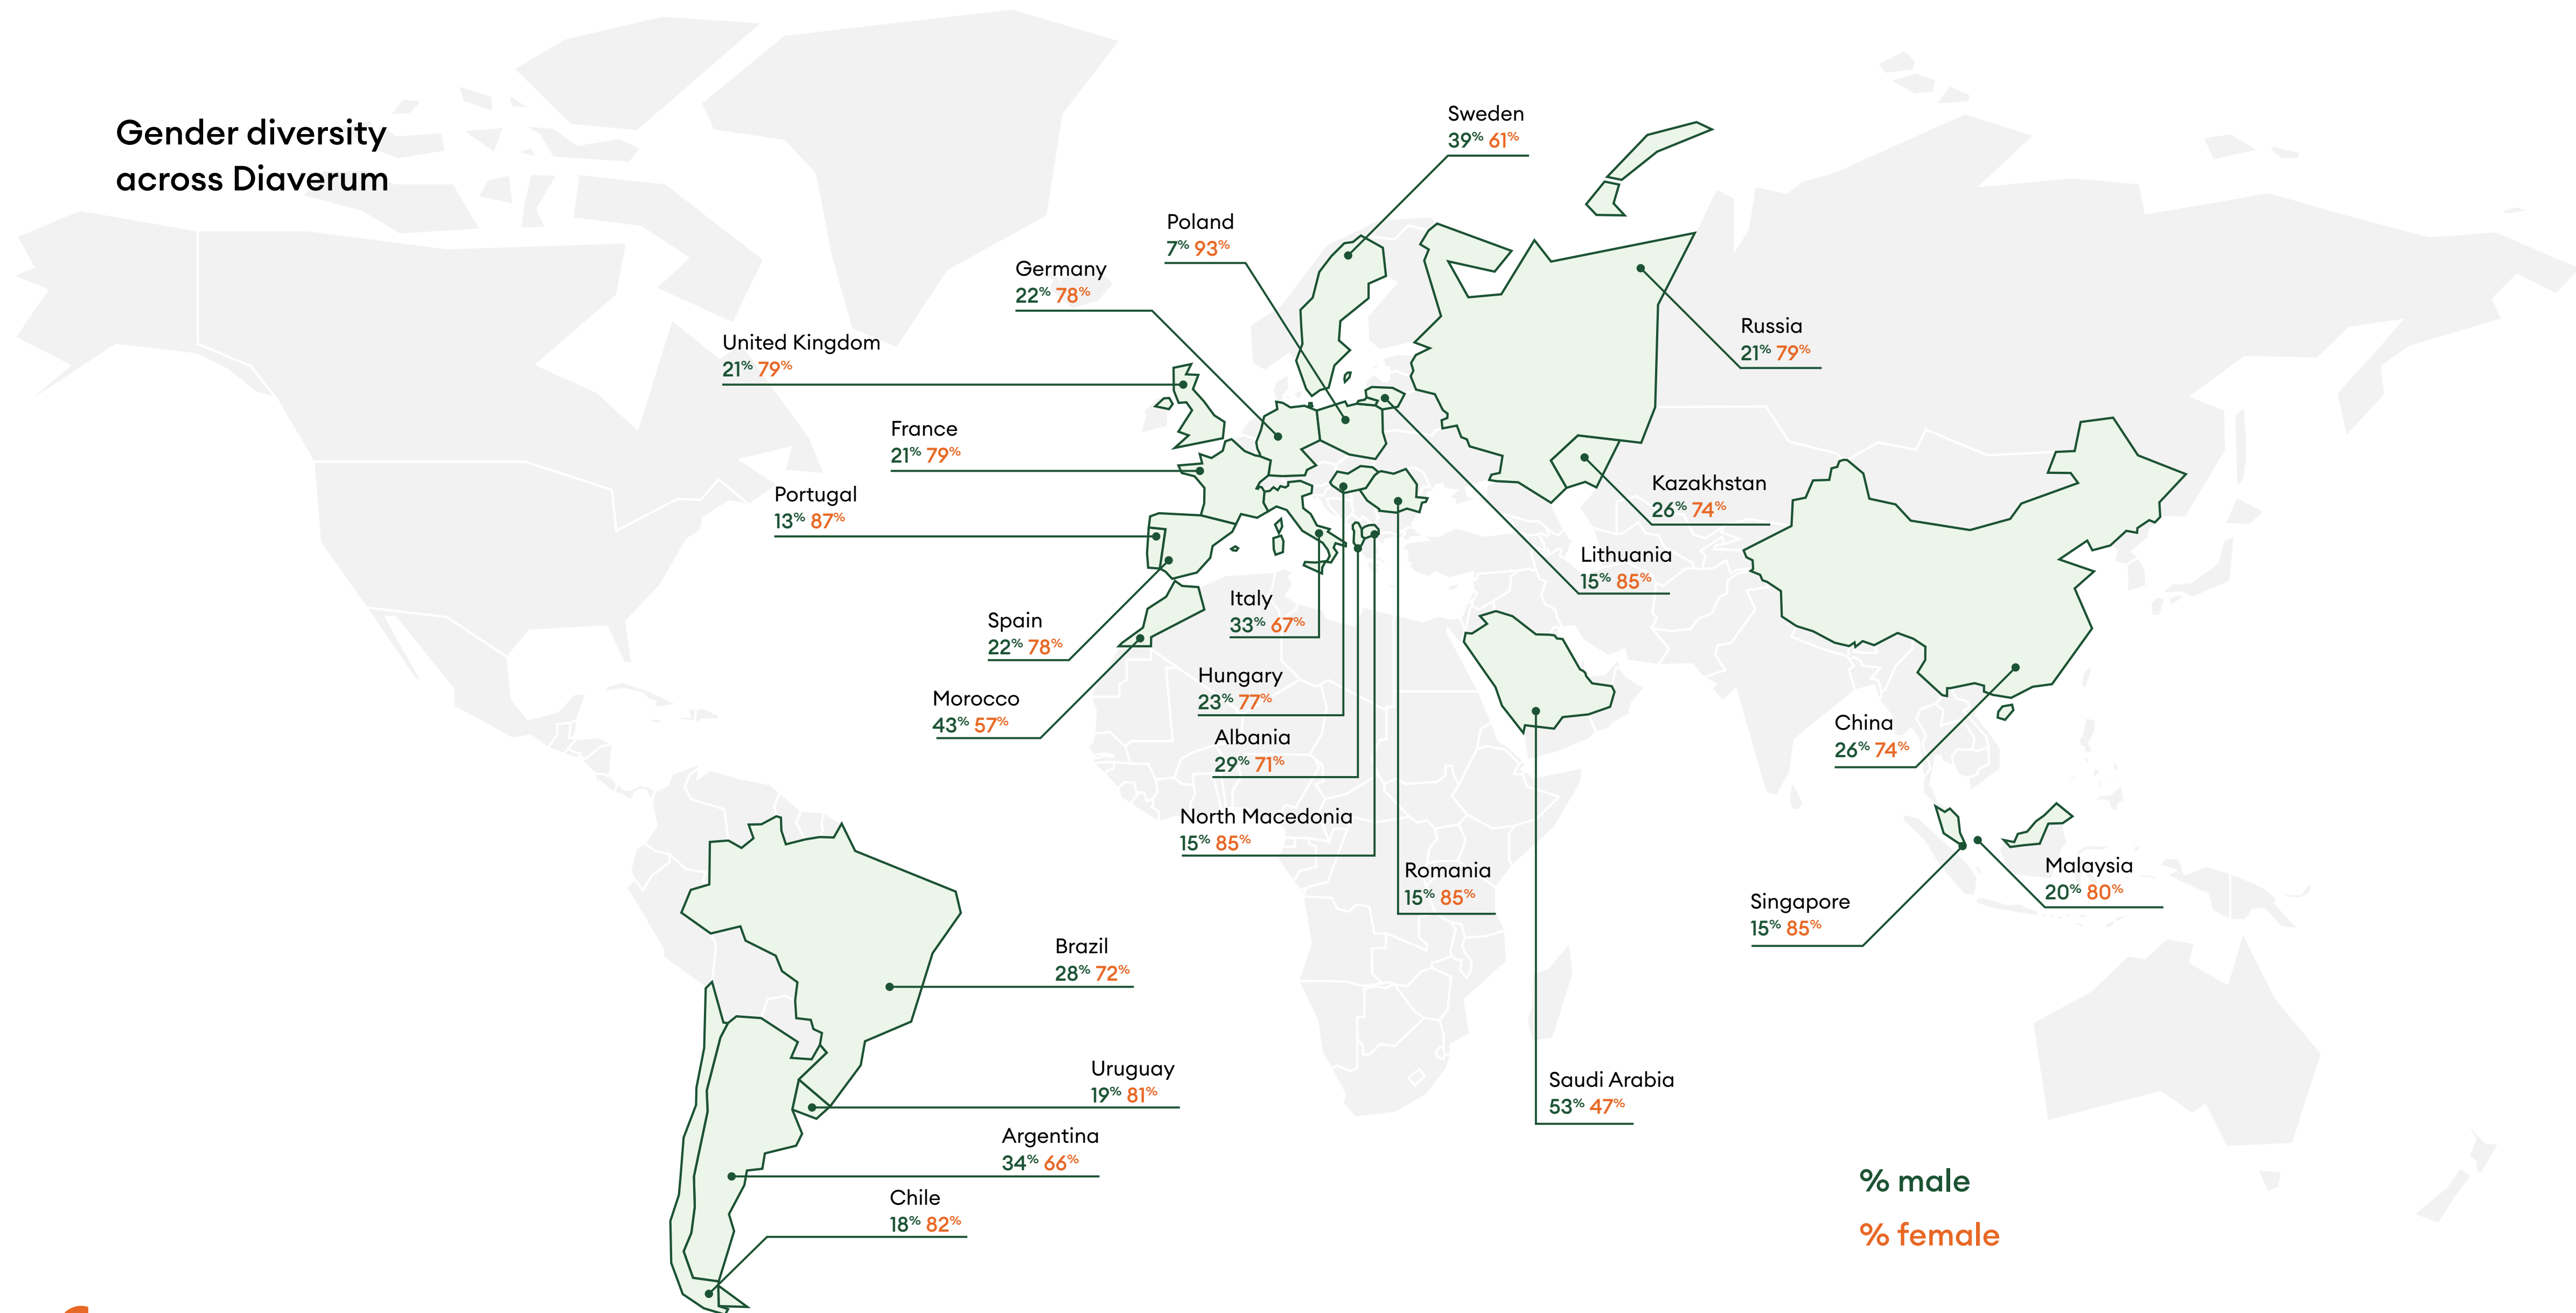 Gender diversity
across Diaverum
Sweden
39% 61%
Poland
7% 93%
Germany
22% 78%
United Kingdom
21% 79%
Russia
21% 79%
France
21% 79%
Portugal
13% 87%
Kazakhstan
26% 74%
Lithuania
15% 85%
Italy
33% 67%
Spain
22% 78%
Hungary
23% 77%
Morocco
43% 57%
Albania
29% 71%
China
26% 74%
North Macedonia
15% 85%
Romania
15% 85%
Malaysia
20% 80%
Singapore
15% 85%
Brazil
28% 72%
Uruguay
19% 81%
Saudi Arabia
53% 47%
Argentina
34% 66%
Chile
18% 82%
% male
% female